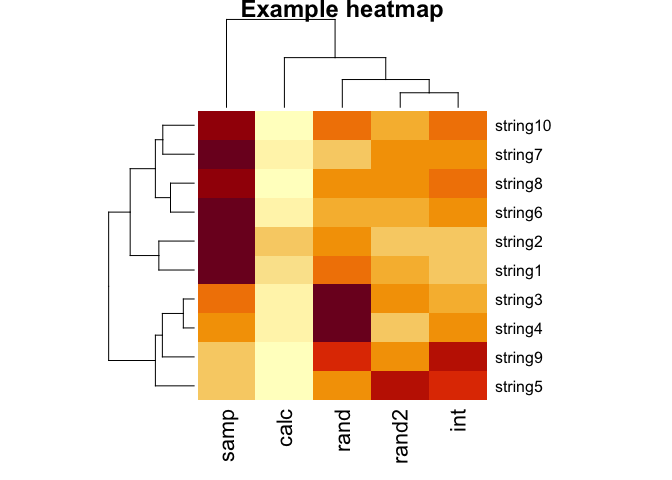 Example heatmap
string10
string7
string8
string6
string2
string1
string3
string4
string9
string5
samp
calc
rand
rand2
int